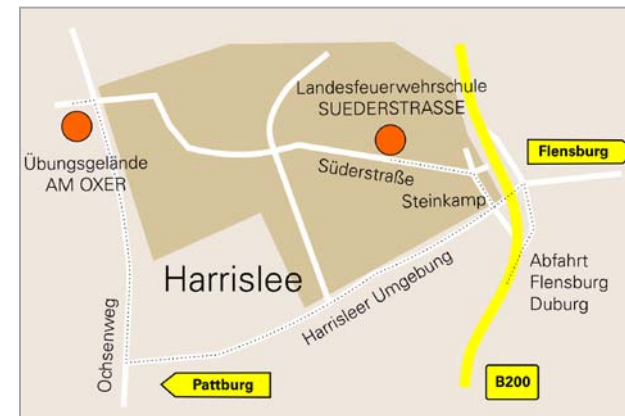 Landesfeuerwehrschule
SUEDERSTRASSE
Flensburg
Übungsgelände
AM OXER
Süderstraße
Steinkamp
Harrislee
Harrisleer Umgebung
Abfahrt
Flensburg
Duburg
Ochsenweg
Pattburg
B200